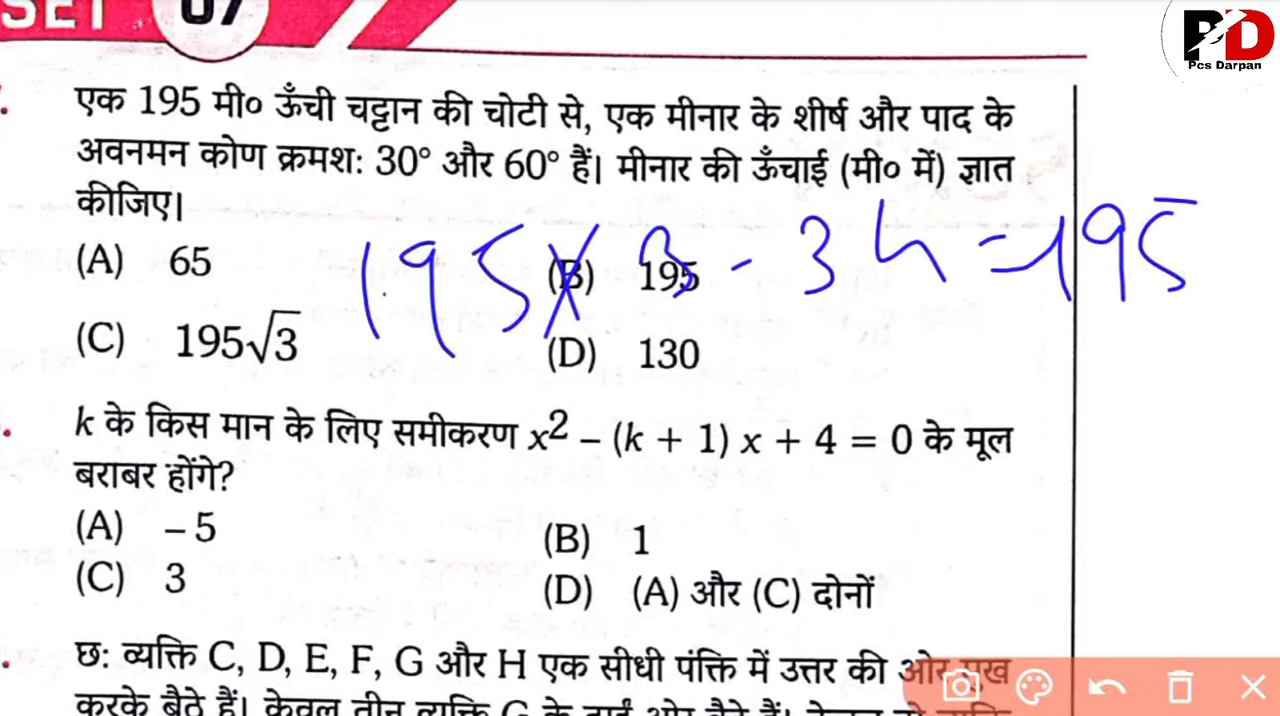 SET 07
PD
Pcs Darpan
एक 195 मी० ऊँची चट्टान की चोटी से, एक मीनार के शीर्ष और पाद के
अवनमन कोण क्रमश: 30° और 60° हैं। मीनार की ऊँचाई (मी० में) ज्ञात
कीजिए।
195 × 3 - 3h = 195
(A) 65
(B) 195
(C) 195√3
(D) 130
k के किस मान के लिए समीकरण x² – (k + 1) x + 4 = 0 के मूल
बराबर होंगे?
(A) – 5
(B) 1
(C) 3
(D) (A) और (C) दोनों
छ: व्यक्ति C, D, E, F, G और H एक सीधी पंक्ति में उत्तर की ओर मुख
करके बैठे हैं। केवल तीन व्यक्ति G के दाईं ओर बैठे हैं।